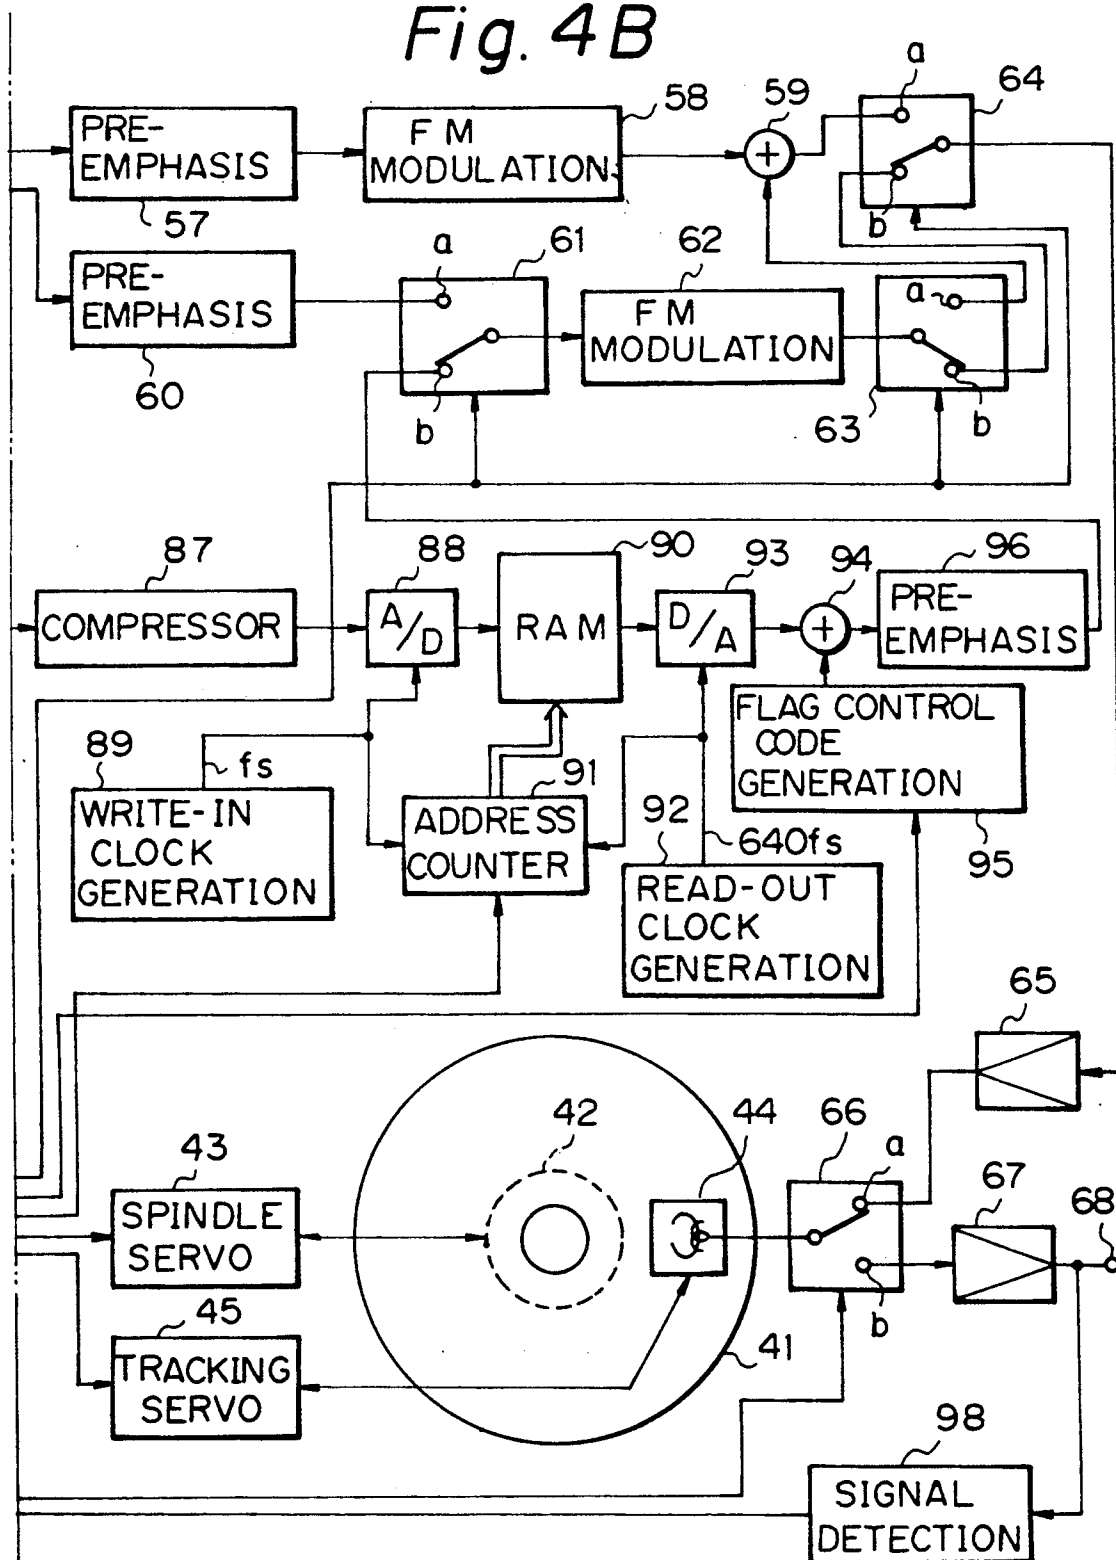 Fig. 4B
PRE-
EMPHASIS
57
FM
MODULATION
58
59
a
64
b
PRE-
EMPHASIS
60
a
61
b
62
FM
MODULATION
a
63
b
87
COMPRESSOR
88
A/D
90
RAM
93
D/A
94
96
PRE-
EMPHASIS
FLAG CONTROL
CODE
GENERATION
95
89
fs
WRITE-IN
CLOCK
GENERATION
91
ADDRESS
COUNTER
92
640fs
READ-OUT
CLOCK
GENERATION
65
43
SPINDLE
SERVO
42
44
66
a
b
67
68
45
TRACKING
SERVO
41
98
SIGNAL
DETECTION